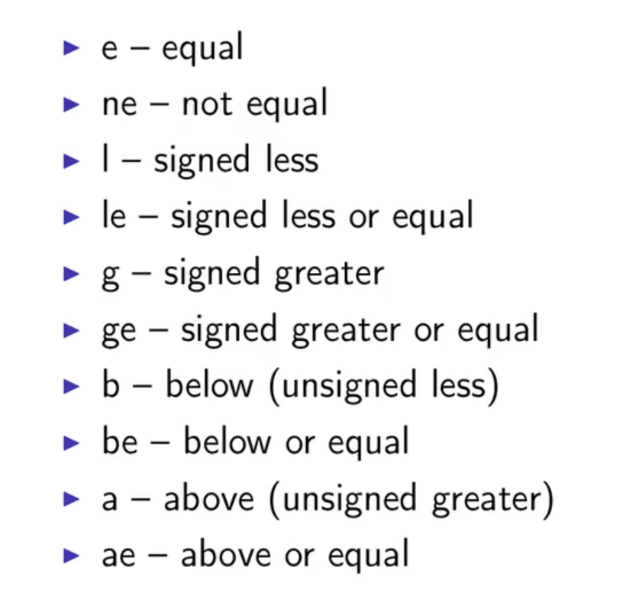 ▶ e – equal
▶ ne – not equal
▶ l – signed less
▶ le – signed less or equal
▶ g – signed greater
▶ ge – signed greater or equal
▶ b – below (unsigned less)
▶ be – below or equal
▶ a – above (unsigned greater)
▶ ae – above or equal